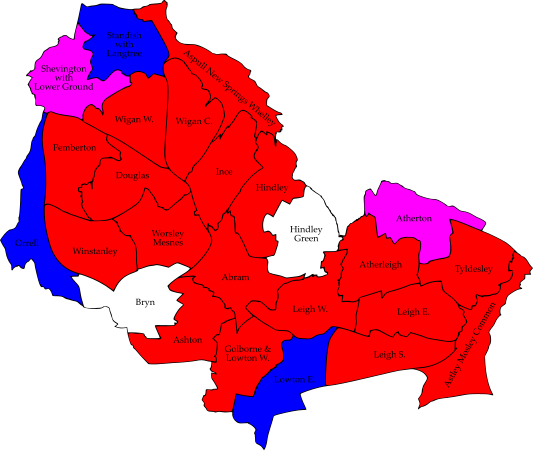 Standish
with
Langtree
Shevington
with
Lower Ground
Aspull New Springs Whelley
Wigan W.
Wigan C.
Pemberton
Douglas
Ince
Hindley
Atherton
Hindley
Green
Orrell
Winstanley
Worsley
Mesnes
Atherleigh
Tyldesley
Abram
Bryn
Leigh W.
Leigh E.
Astley Mosley Common
Ashton
Golborne &
Lowton W.
Leigh S.
Lowton E.